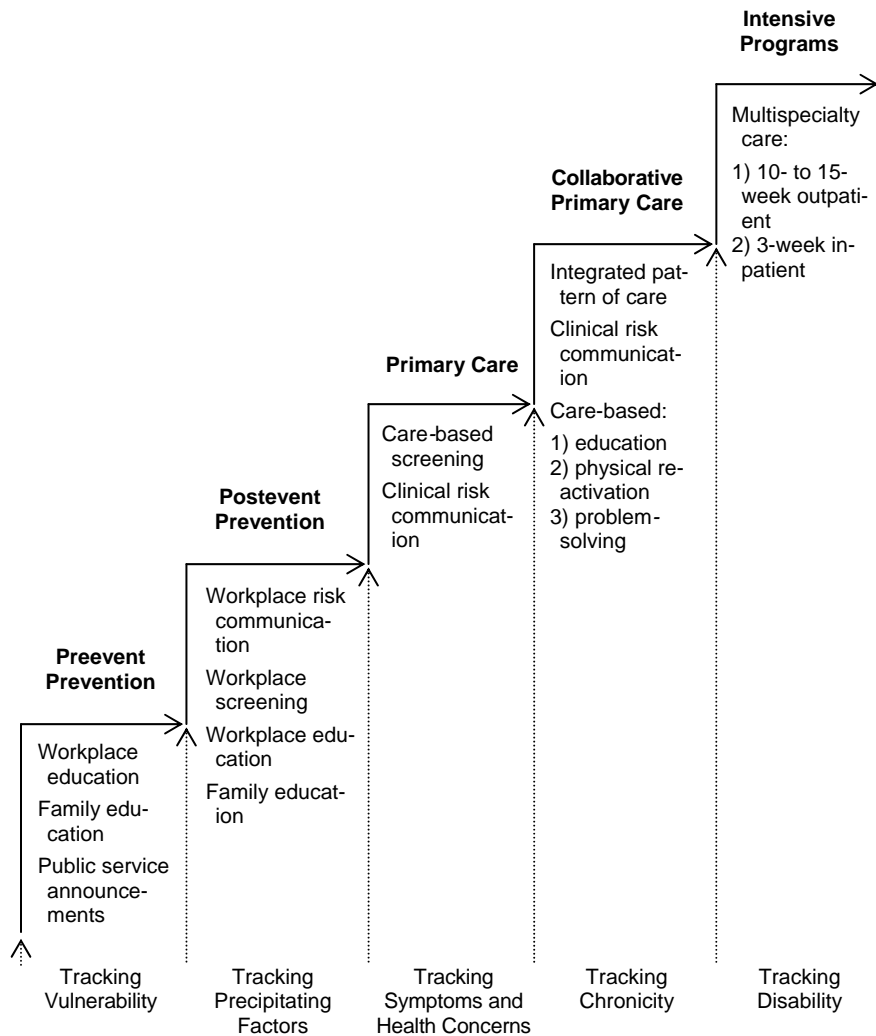 Intensive
Programs
Multispecialty
care:
1) 10- to 15-
week outpati-
ent
2) 3-week in-
patient
Collaborative
Primary Care
Integrated pat-
tern of care
Clinical risk
communicat-
ion
Care-based:
1) education
2) physical re-
activation
3) problem-
solving
Primary Care
Care-based
screening
Clinical risk
communicat-
ion
Postevent
Prevention
Workplace risk
communica-
tion
Workplace
screening
Workplace edu-
cation
Family educat-
ion
Preevent
Prevention
Workplace
education
Family edu-
cation
Public service
announce-
ments
Tracking
Vulnerability
Tracking
Precipitating
Factors
Tracking
Symptoms and
Health Concerns
Tracking
Chronicity
Tracking
Disability